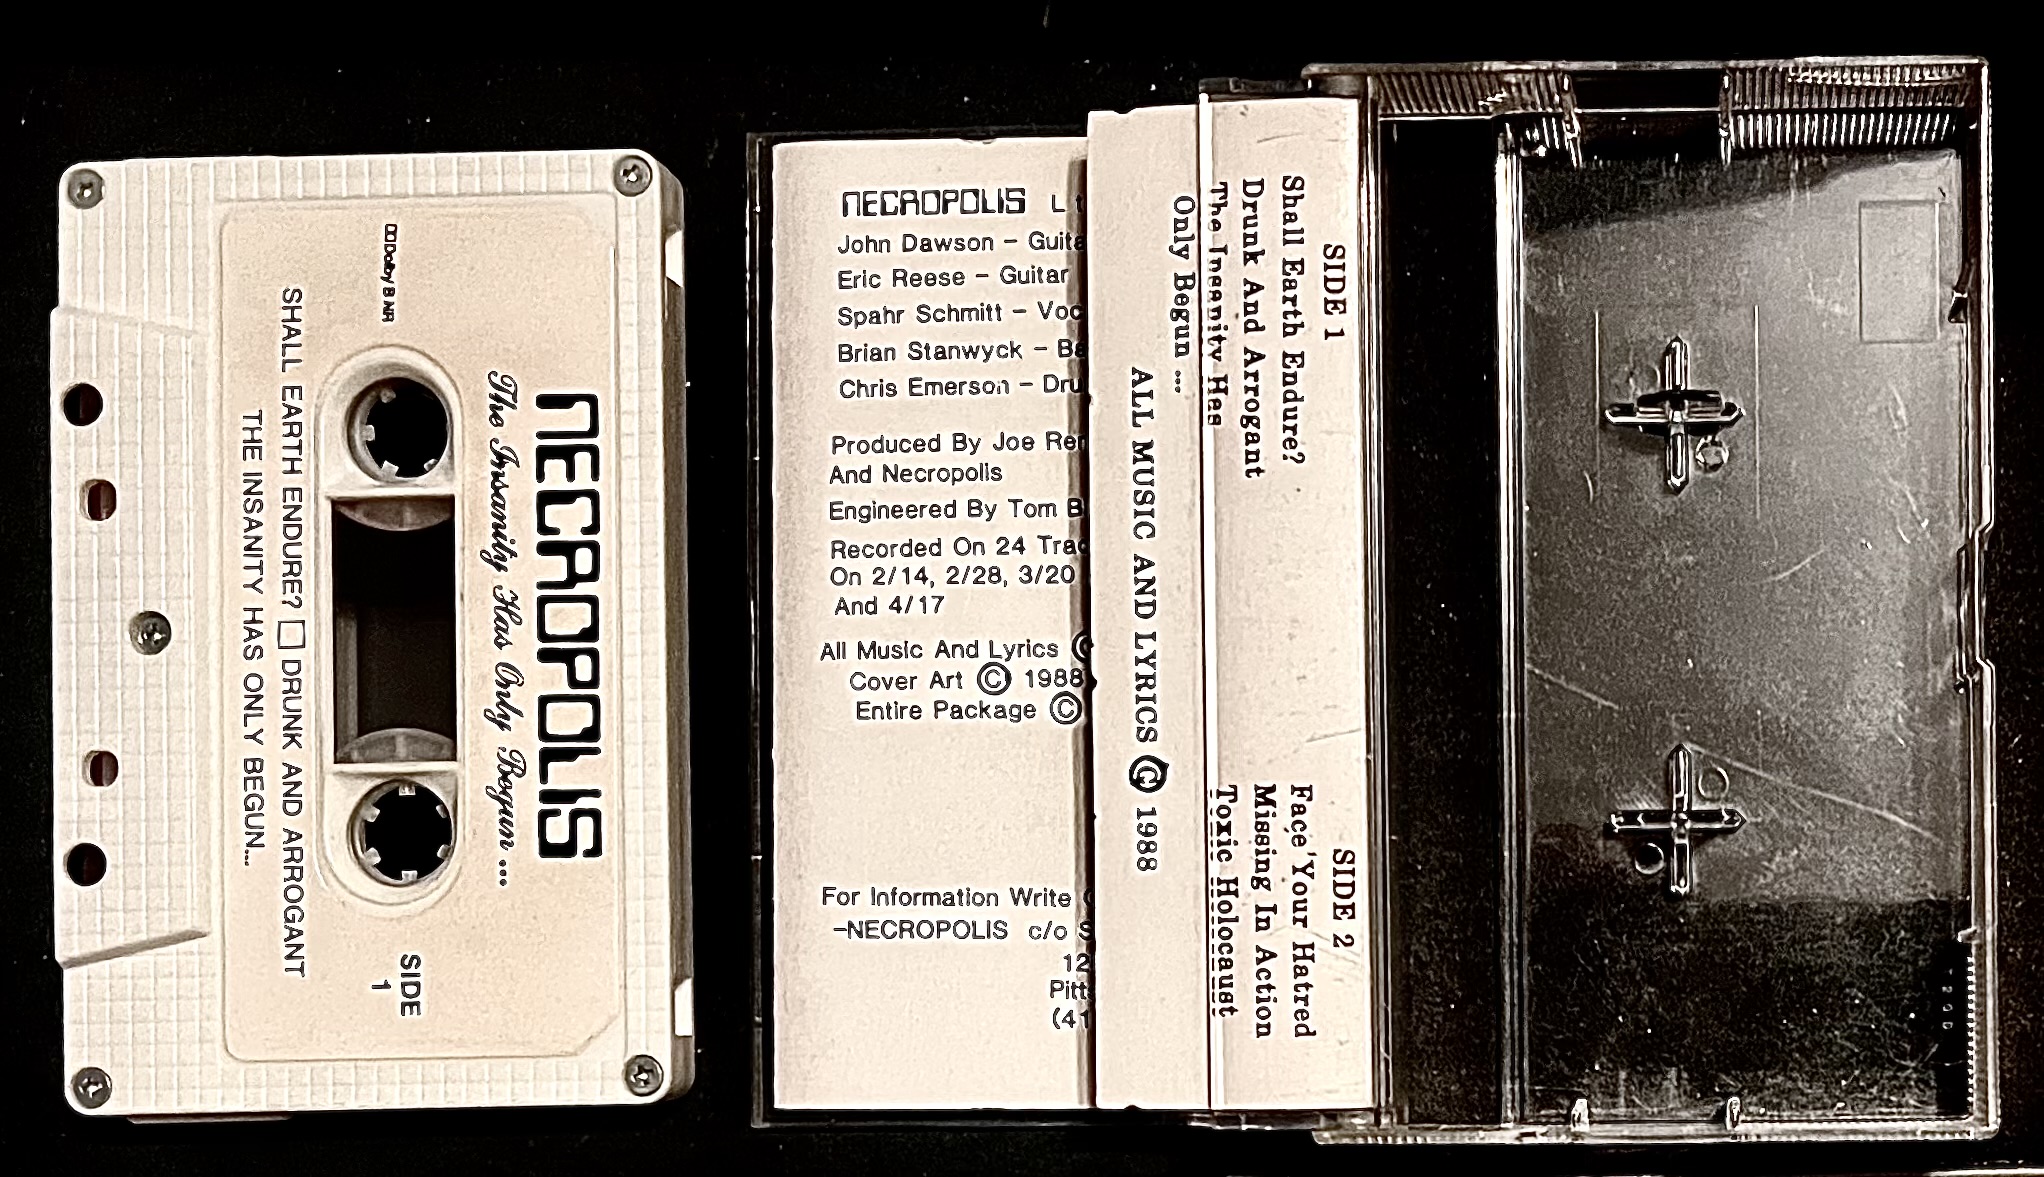 NECROPOLIS
The Insanity Has Only Begun ...
Dolby B NR
SIDE
1
SHALL EARTH ENDURE? □ DRUNK AND ARROGANT
THE INSANITY HAS ONLY BEGUN...
NECROPOLIS
John Dawson – Guita
Eric Reese – Guitar
Spahr Schmitt – Voc
Brian Stanwyck – Ba
Chris Emerson – Dru
Produced By Joe Ren
And Necropolis
Engineered By Tom B
Recorded On 24 Trac
On 2/14, 2/28, 3/20
And 4/17
All Music And Lyrics ©
Cover Art © 1988
Entire Package ©
For Information Write
–NECROPOLIS c/o S
12
Pitt
(41
SIDE 1
Shall Earth Endure?
Drunk And Arrogant
The Insanity Has
Only Begun ...
SIDE 2
Face Your Hatred
Missing In Action
Toxic Holocaust
ALL MUSIC AND LYRICS © 1988